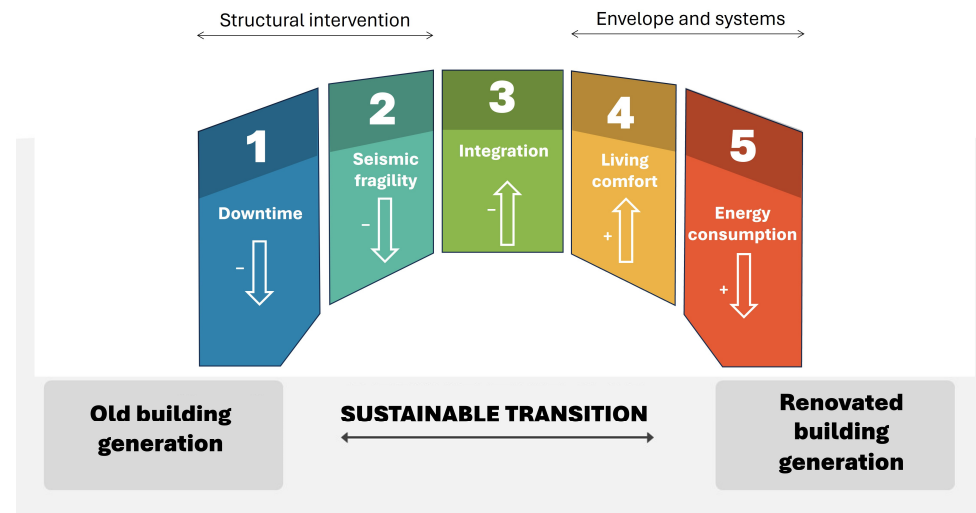 Structural intervention
Envelope and systems
1
Downtime
–
2
Seismic
fragility
–
3
Integration
–
4
Living
comfort
+
5
Energy
consumption
+
Old building
generation
SUSTAINABLE TRANSITION
Renovated
building
generation